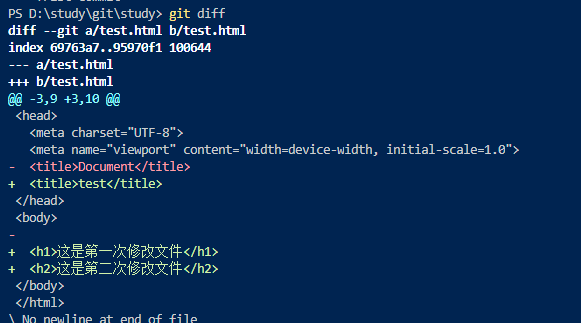 PS D:\study\git\study> git diff
diff --git a/test.html b/test.html
index 69763a7..95970f1 100644
--- a/test.html
+++ b/test.html
@@ -3,9 +3,10 @@
 <head>
   <meta charset="UTF-8">
   <meta name="viewport" content="width=device-width, initial-scale=1.0">
-  <title>Document</title>
+  <title>test</title>
 </head>
 <body>
-
+  <h1>这是第一次修改文件</h1>
+  <h2>这是第二次修改文件</h2>
 </body>
 </html>
\ No newline at end of file